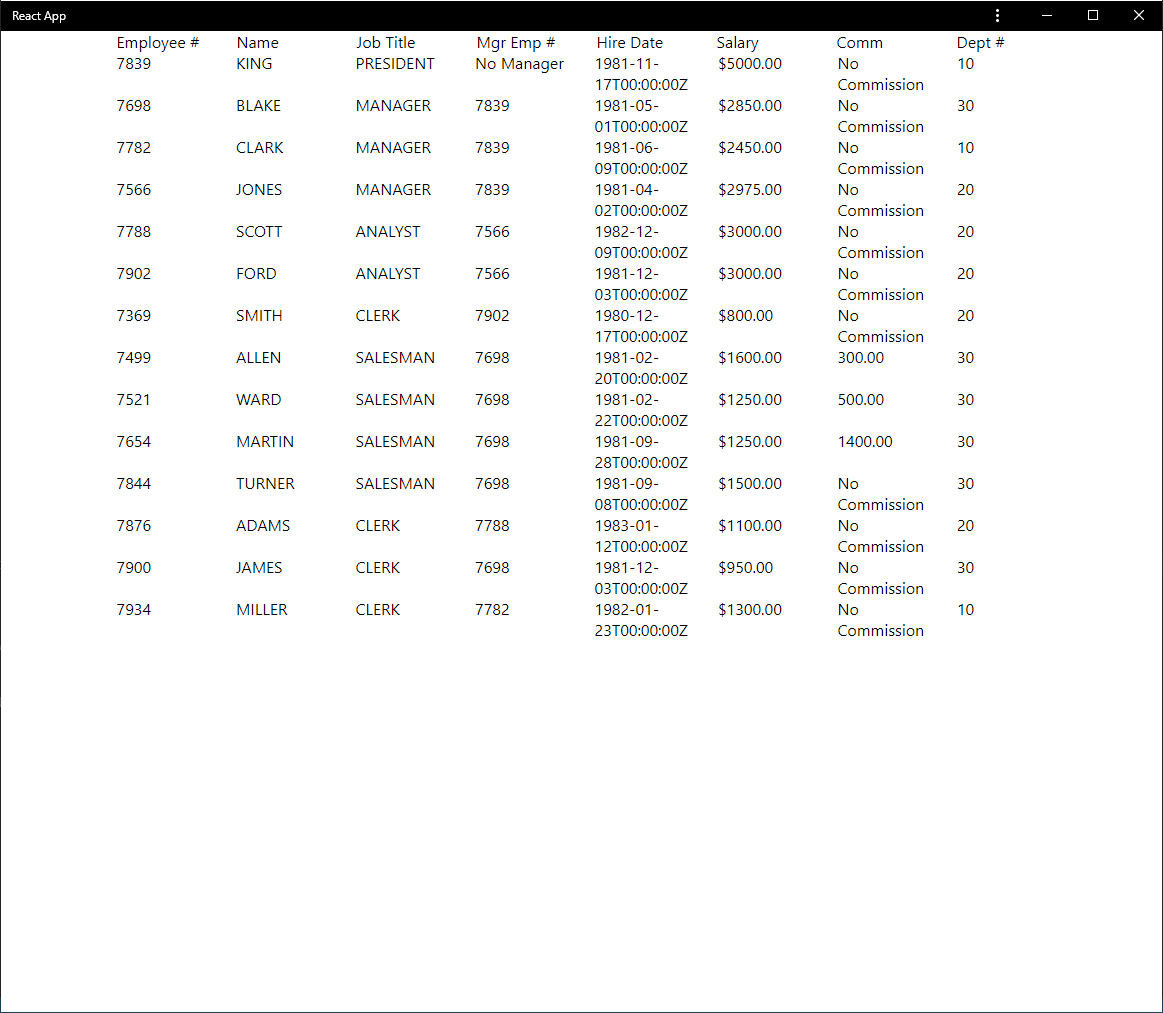 React App
Employee # Name Job Title Mgr Emp # Hire Date Salary Comm Dept #
7839 KING PRESIDENT No Manager 1981-11- $5000.00 No 10
17T00:00:00Z Commission
7698 BLAKE MANAGER 7839 1981-05- $2850.00 No 30
01T00:00:00Z Commission
7782 CLARK MANAGER 7839 1981-06- $2450.00 No 10
09T00:00:00Z Commission
7566 JONES MANAGER 7839 1981-04- $2975.00 No 20
02T00:00:00Z Commission
7788 SCOTT ANALYST 7566 1982-12- $3000.00 No 20
09T00:00:00Z Commission
7902 FORD ANALYST 7566 1981-12- $3000.00 No 20
03T00:00:00Z Commission
7369 SMITH CLERK 7902 1980-12- $800.00 No 20
17T00:00:00Z Commission
7499 ALLEN SALESMAN 7698 1981-02- $1600.00 300.00 30
20T00:00:00Z
7521 WARD SALESMAN 7698 1981-02- $1250.00 500.00 30
22T00:00:00Z
7654 MARTIN SALESMAN 7698 1981-09- $1250.00 1400.00 30
28T00:00:00Z
7844 TURNER SALESMAN 7698 1981-09- $1500.00 No 30
08T00:00:00Z Commission
7876 ADAMS CLERK 7788 1983-01- $1100.00 No 20
12T00:00:00Z Commission
7900 JAMES CLERK 7698 1981-12- $950.00 No 30
03T00:00:00Z Commission
7934 MILLER CLERK 7782 1982-01- $1300.00 No 10
23T00:00:00Z Commission